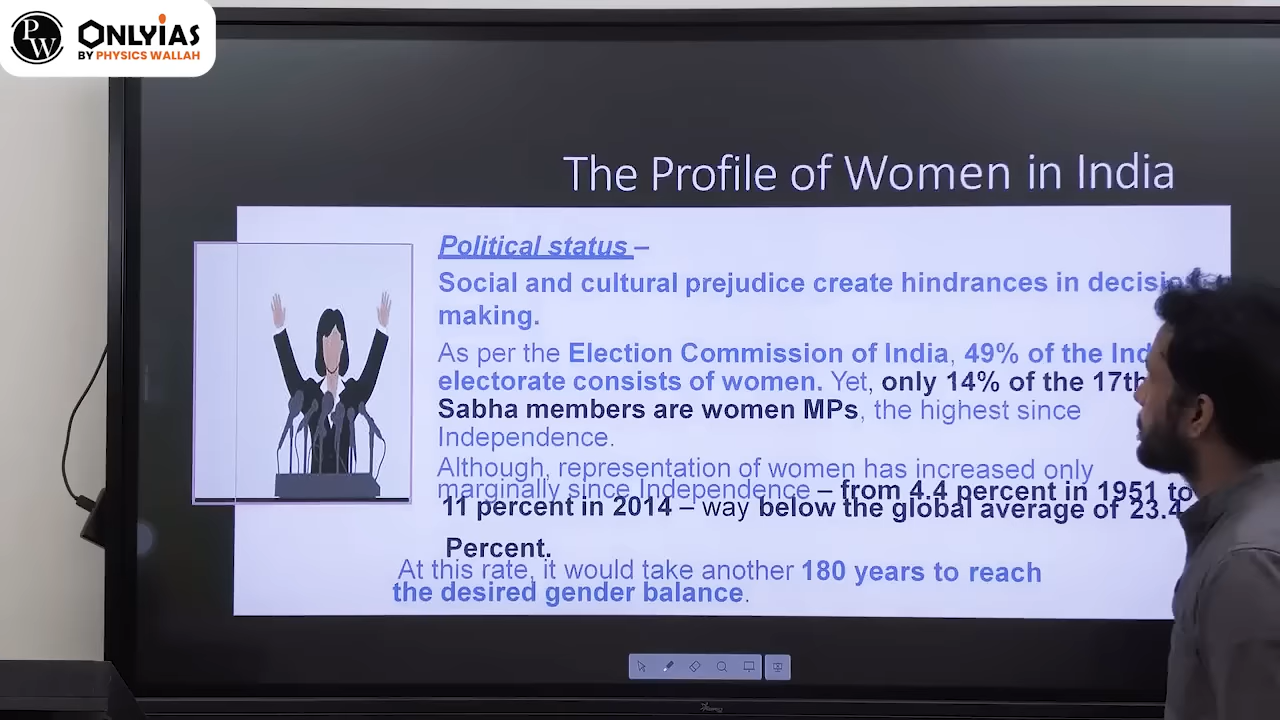 PW
ONLYIAS
BY PHYSICS WALLAH
The Profile of Women in India
Political status –
Social and cultural prejudice create hindrances in
making.
As per the Election Commission of India, 49% of the
electorate consists of women. Yet, only 14% of the 17th
Sabha members are women MPs, the highest since
Independence.
Although, representation of women has increased only
marginally since Independence – from 4.4 percent in 1951 to
11 percent in 2014 – way below the global average of 23.4
Percent.
At this rate, it would take another 180 years to reach
the desired gender balance.